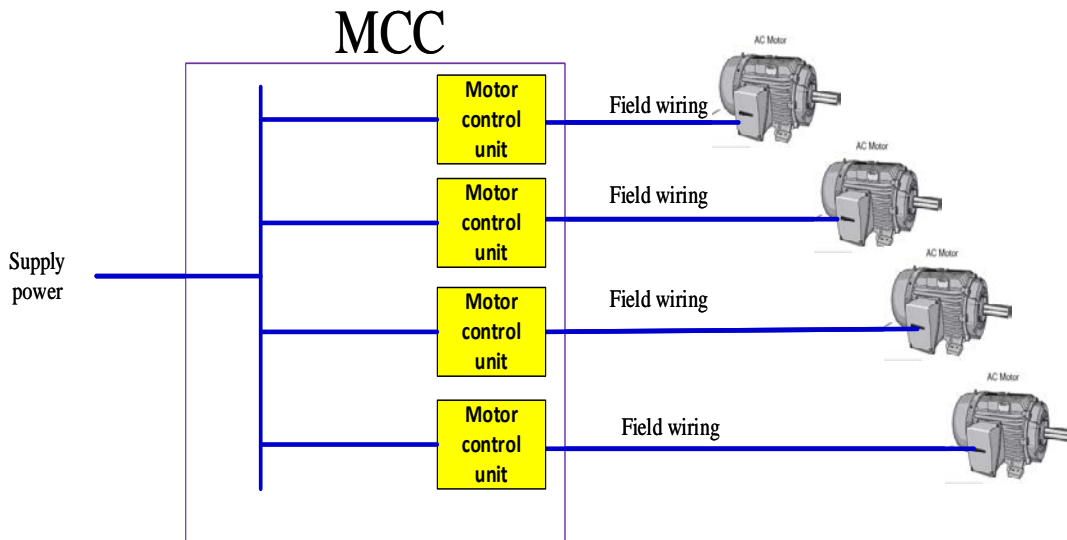 MCC
AC Motor
Motor
control
unit
Field wiring
AC Motor
Motor
control
unit
Field wiring
Supply
power
AC Motor
Motor
control
unit
Field wiring
AC Motor
Motor
control
unit
Field wiring